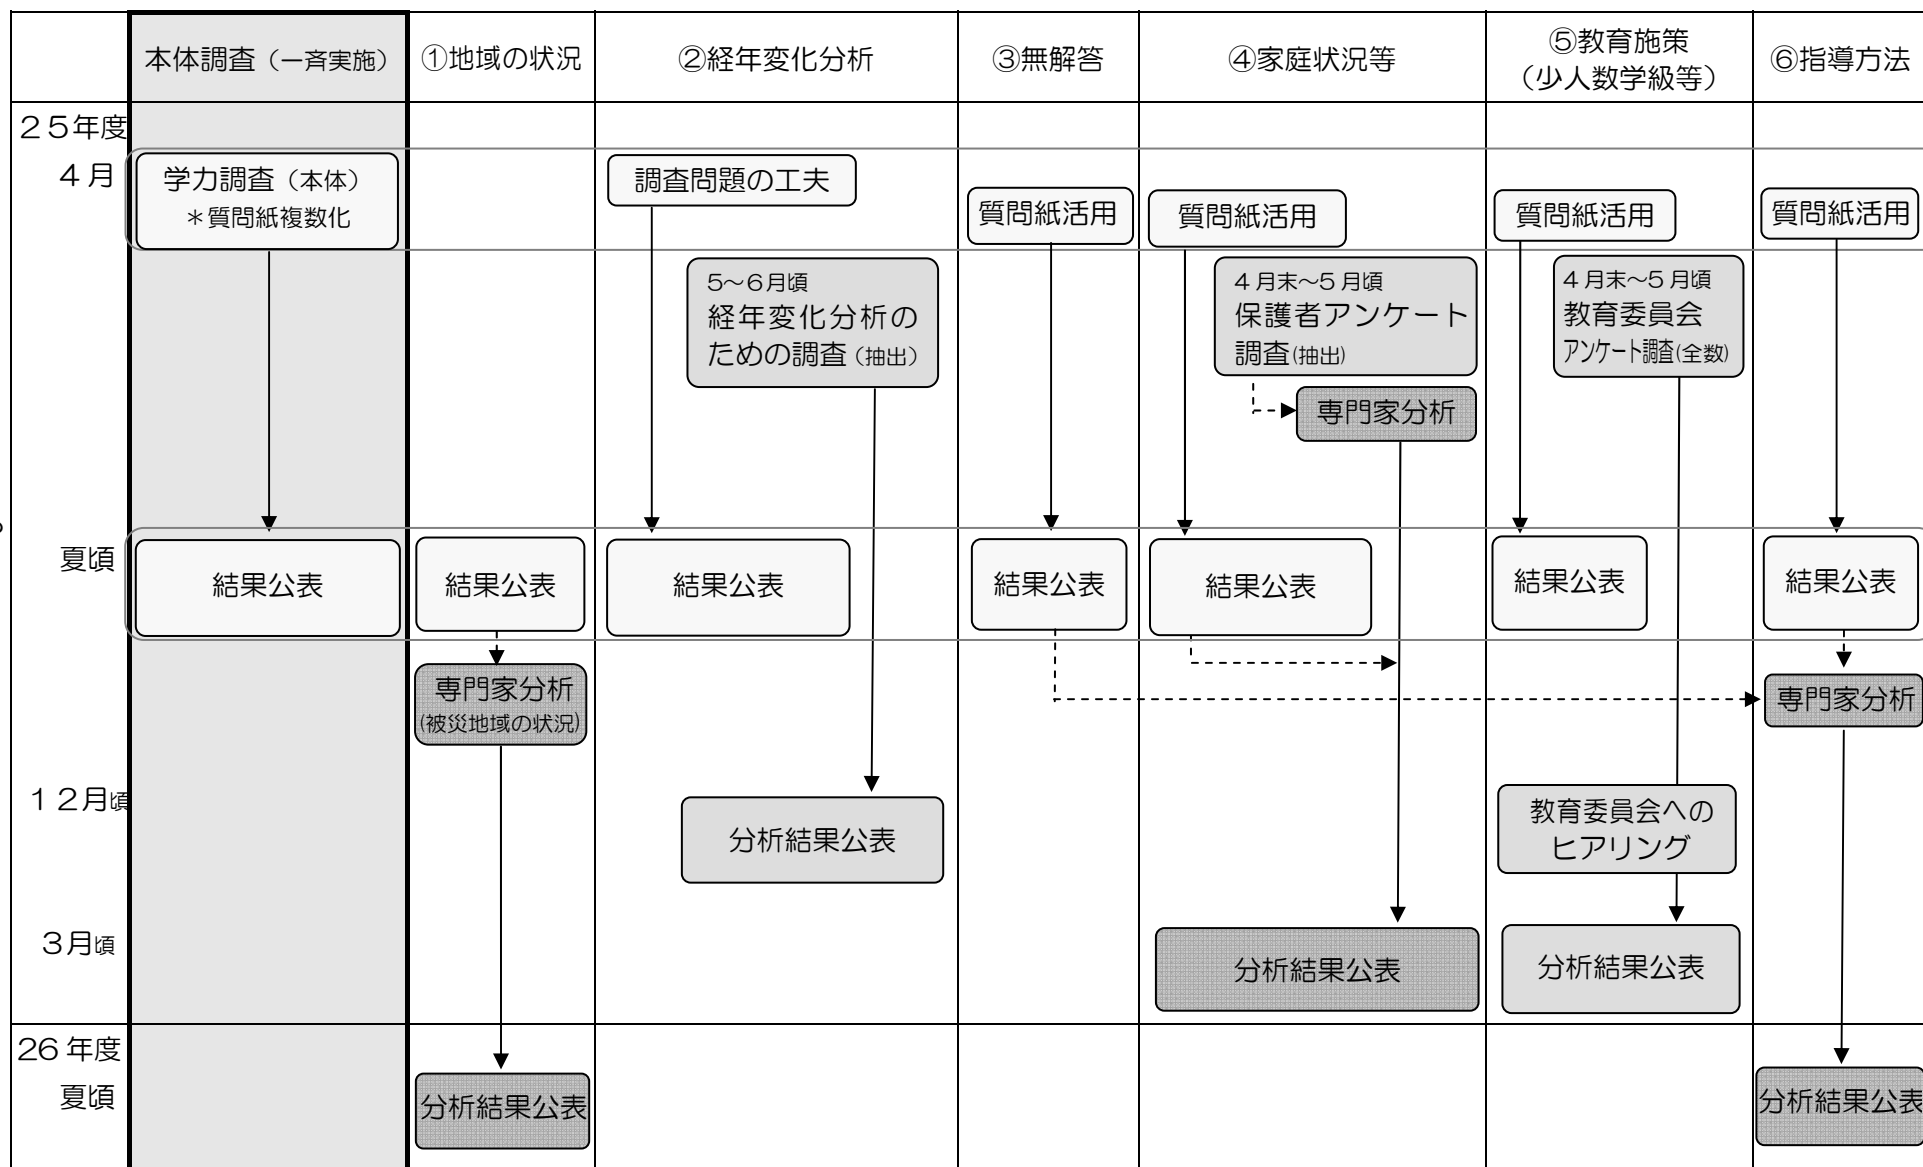 本体調査（一斉実施）
①地域の状況
②経年変化分析
③無解答
④家庭状況等
⑤教育施策
（少人数学級等）
⑥指導方法
２５年度
４月
学力調査（本体）
＊質問紙複数化
調査問題の工夫
質問紙活用
質問紙活用
質問紙活用
質問紙活用
５～６月頃
経年変化分析の
ための調査（抽出）
４月末～５月頃
保護者アンケート
調査(抽出)
４月末～５月頃
教育委員会
アンケート調査(全数)
専門家分析
夏頃
結果公表
結果公表
結果公表
結果公表
結果公表
結果公表
結果公表
専門家分析
(被災地域の状況)
専門家分析
１２月頃
分析結果公表
教育委員会への
ヒアリング
３月頃
分析結果公表
分析結果公表
26年度
夏頃
分析結果公表
分析結果公表